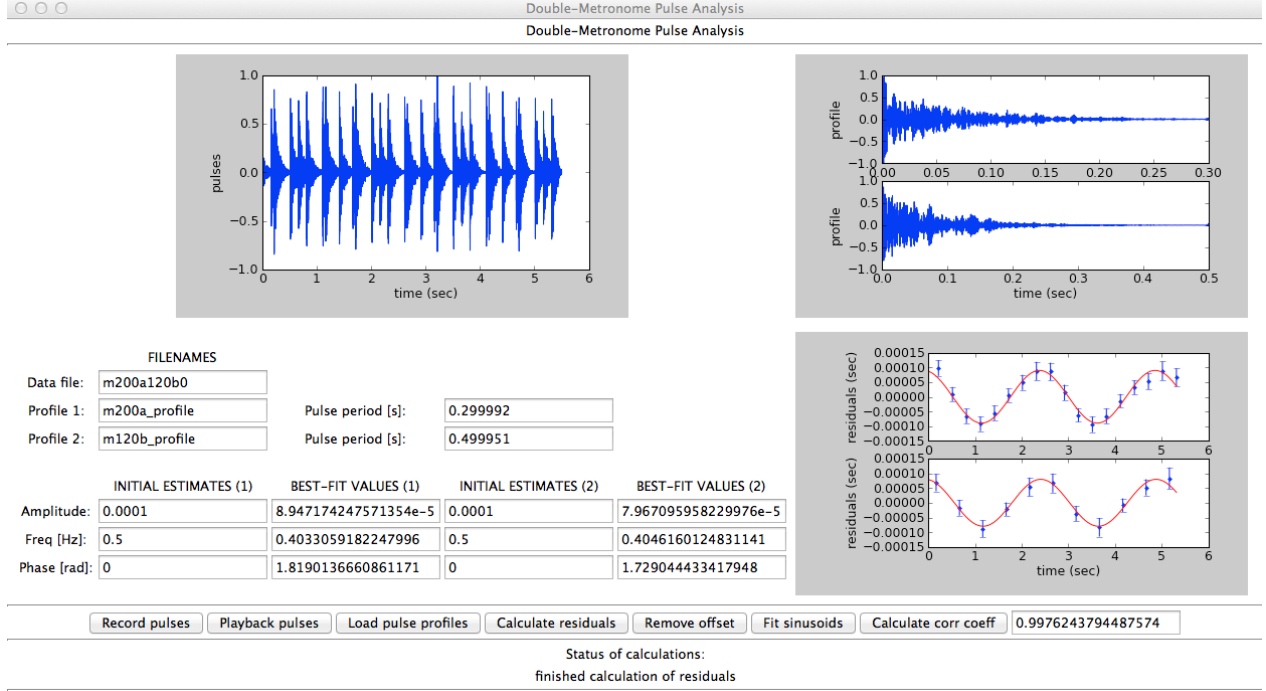 Double-Metronome Pulse Analysis
Double-Metronome Pulse Analysis
1.0
0.5
0.0
−0.5
−1.0
pulses
0 1 2 3 4 5 6
time (sec)
1.0
0.5
0.0
−0.5
−1.0
profile
0.00 0.05 0.10 0.15 0.20 0.25 0.30
1.0
0.5
0.0
−0.5
−1.0
profile
0.0 0.1 0.2 0.3 0.4 0.5
time (sec)
FILENAMES
Data file: m200a120b0
Profile 1: m200a_profile Pulse period [s]: 0.299992
Profile 2: m120b_profile Pulse period [s]: 0.499951
INITIAL ESTIMATES (1) BEST-FIT VALUES (1) INITIAL ESTIMATES (2) BEST-FIT VALUES (2)
Amplitude: 0.0001 8.947174247571354e-5 0.0001 7.967095958229976e-5
Freq [Hz]: 0.5 0.4033059182247996 0.5 0.4046160124831141
Phase [rad]: 0 1.8190136660861171 0 1.729044433417948
0.00015
0.00010
0.00005
0.00000
−0.00005
−0.00010
−0.00015
residuals (sec)
0 1 2 3 4 5 6
0.00015
0.00010
0.00005
0.00000
−0.00005
−0.00010
−0.00015
residuals (sec)
0 1 2 3 4 5 6
time (sec)
Record pulses Playback pulses Load pulse profiles Calculate residuals Remove offset Fit sinusoids Calculate corr coeff 0.9976243794487574
Status of calculations:
finished calculation of residuals